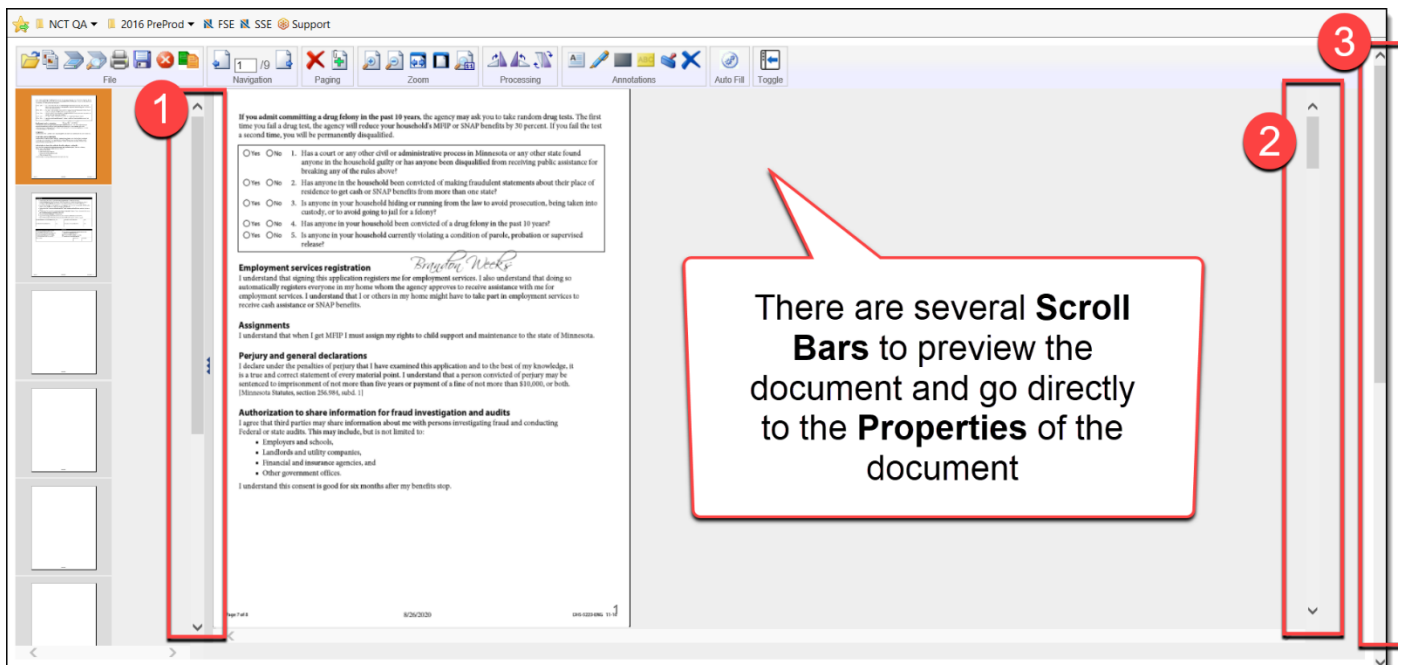 NCT QA 2016 PreProd FSE SSE Support
1 /9
File Navigation Paging Zoom Processing Annotations Auto Fill Toggle
1
2
3
If you admit committing a drug felony in the past 10 years, the agency may ask you to take random drug tests. The first
time you fail a drug test, the agency will reduce your household's MFIP or SNAP benefits by 30 percent. If you fail the test
a second time, you will be permanently disqualified.
Yes No 1. Has a court or any other civil or administrative process in Minnesota or any other state found
anyone in the household guilty or has anyone been disqualified from receiving public assistance for
breaking any of the rules above?
Yes No 2. Has anyone in the household been convicted of making fraudulent statements about their place of
residence to get cash or SNAP benefits from more than one state?
Yes No 3. Is anyone in your household hiding or running from the law to avoid prosecution, being taken into
custody, or to avoid going to jail for a felony?
Yes No 4. Has anyone in your household been convicted of a drug felony in the past 10 years?
Yes No 5. Is anyone in your household currently violating a condition of parole, probation or supervised
release?
Brandon Weeks
Employment services registration
I understand that signing this application registers me for employment services. I also understand that doing so
automatically registers everyone in my home whom the agency approves to receive assistance with me for
employment services. I understand that I or others in my home might have to take part in employment services to
receive cash assistance or SNAP benefits.
Assignments
I understand that when I get MFIP I must assign my rights to child support and maintenance to the state of Minnesota.
Perjury and general declarations
I declare under the penalties of perjury that I have examined this application and to the best of my knowledge, it
is a true and correct statement of every material point. I understand that a person convicted of perjury may be
sentenced to imprisonment of not more than five years or payment of a fine of not more than $10,000, or both.
[Minnesota Statutes, section 256.984, subd. 1]
Authorization to share information for fraud investigation and audits
I agree that third parties may share information about me with persons investigating fraud and conducting
Federal or state audits. This may include, but is not limited to:
• Employers and schools,
• Landlords and utility companies,
• Financial and insurance agencies, and
• Other government offices.
I understand this consent is good for six months after my benefits stop.
Page 7 of 8 8/26/2020 1
There are several Scroll
Bars to preview the
document and go directly
to the Properties of the
document